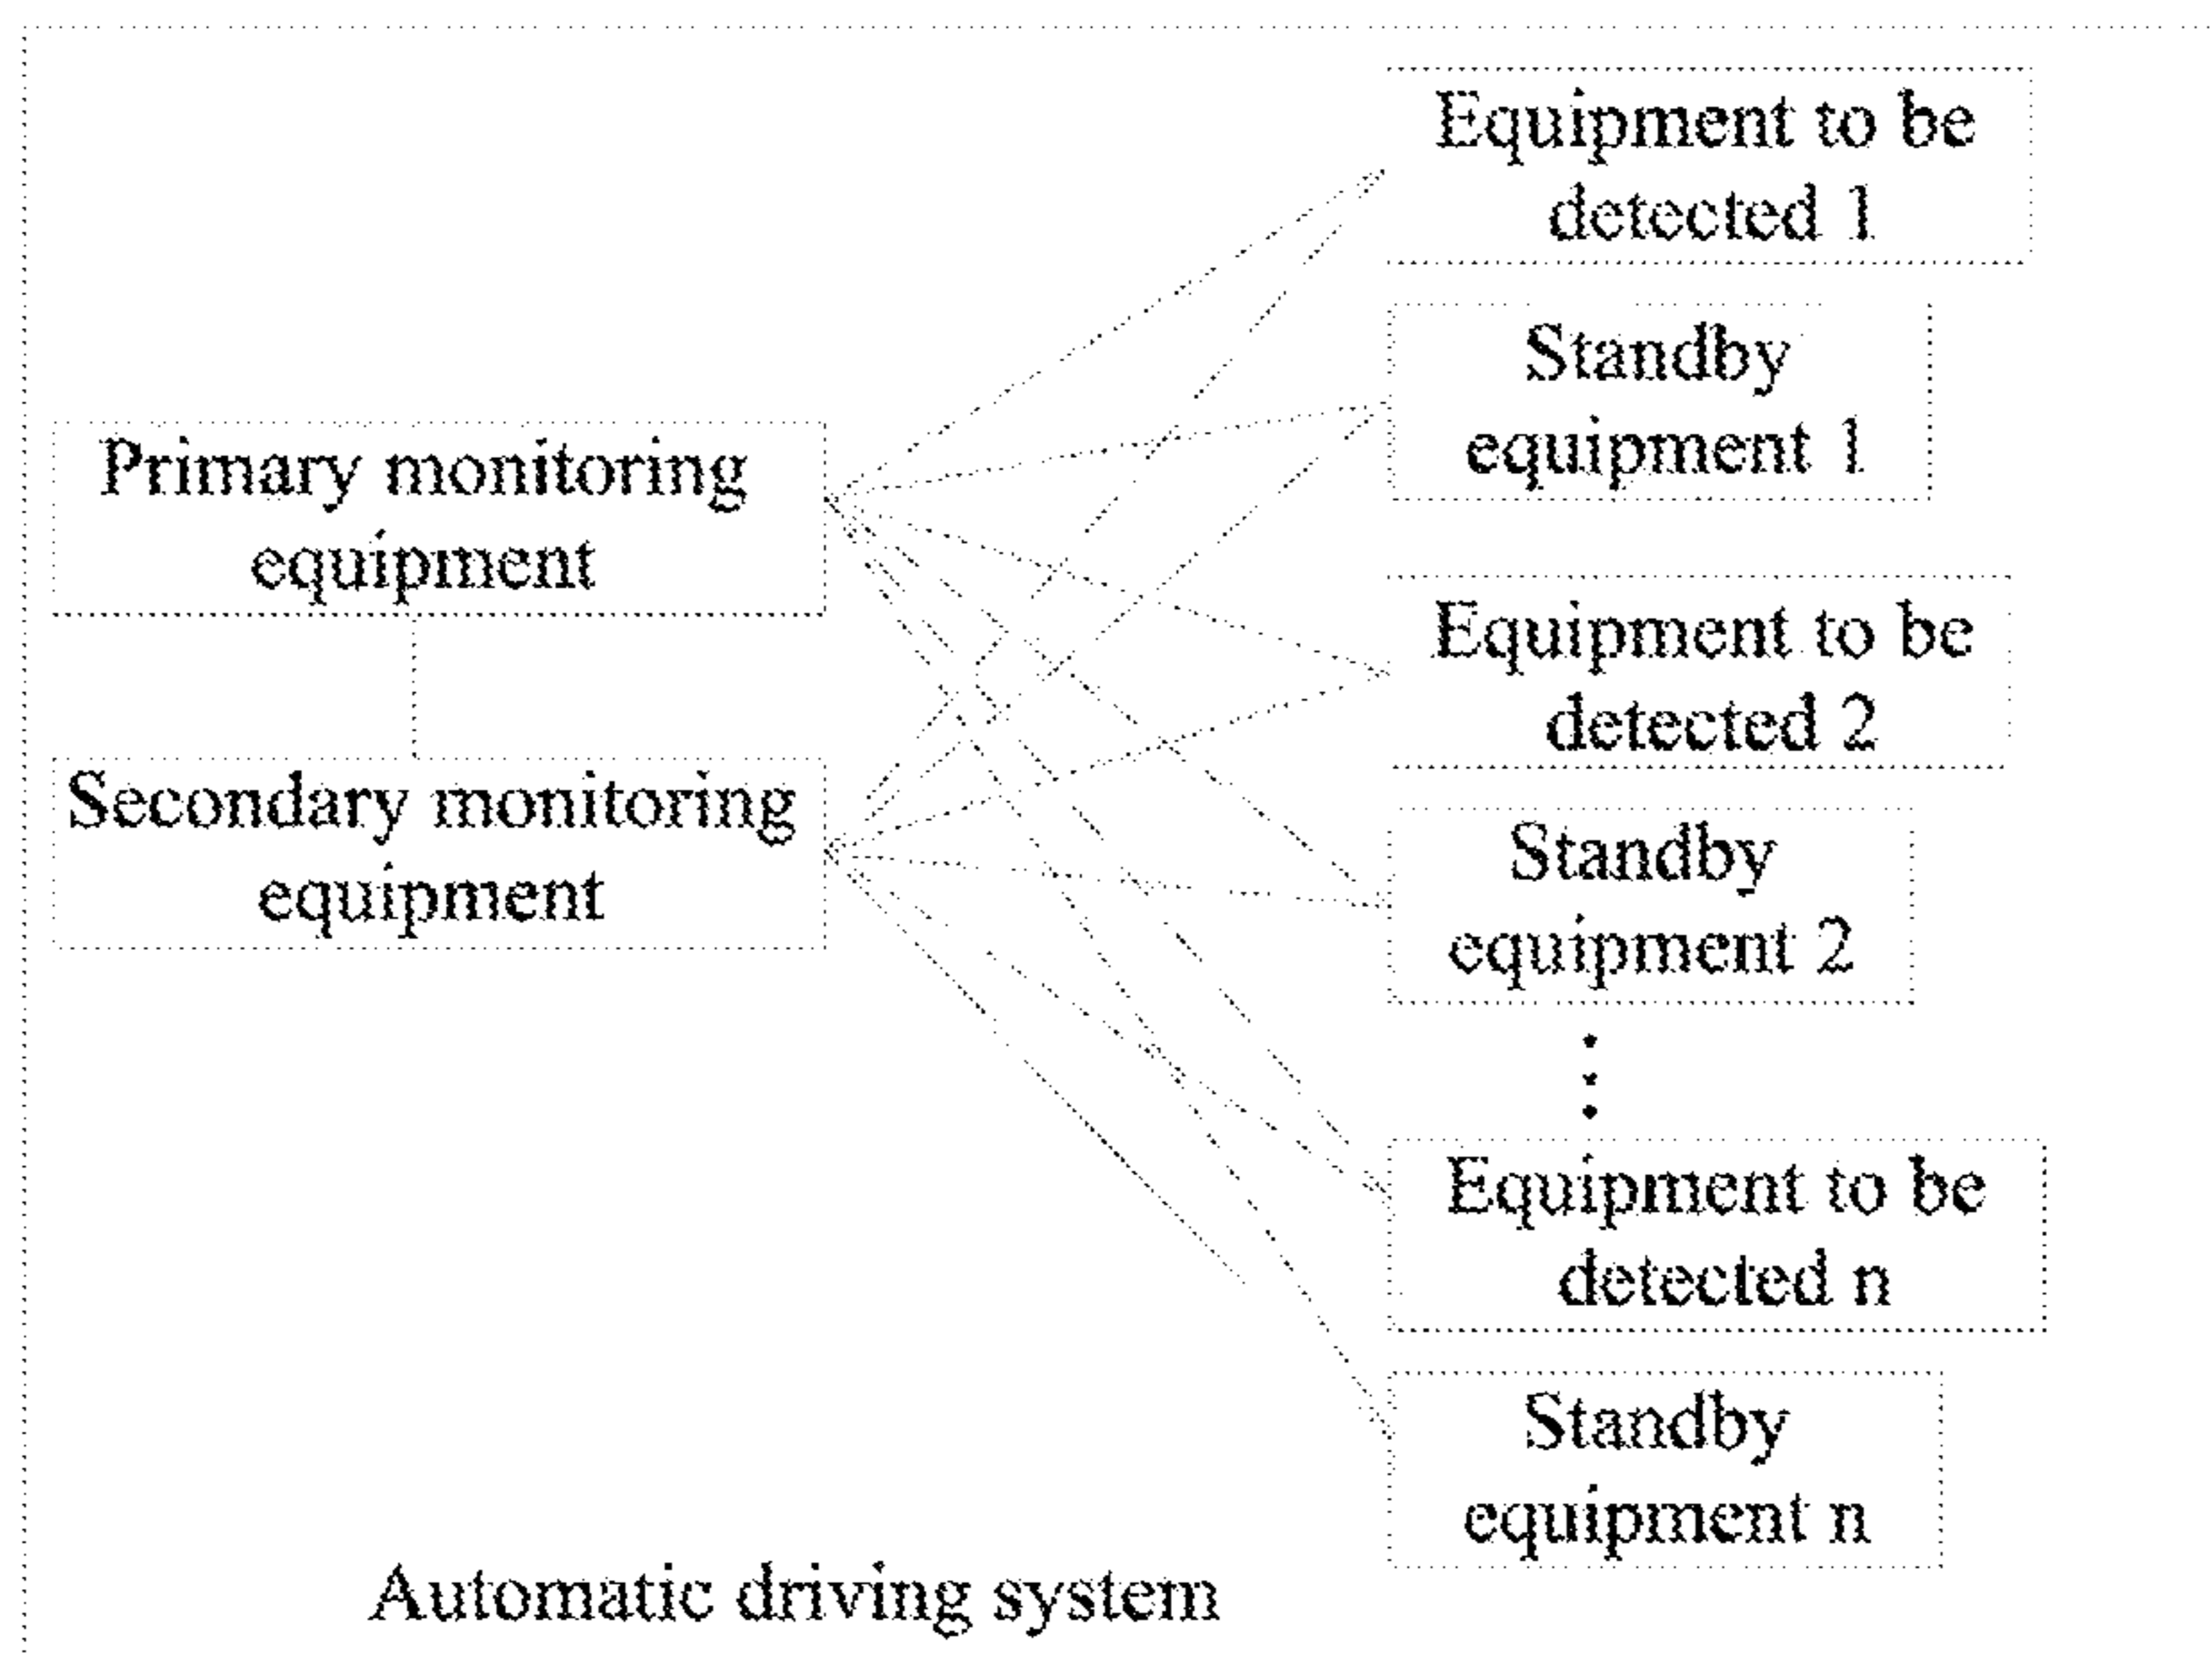 Equipment to be
detected 1
Standby
equipment 1
Primary monitoring
equipment
Equipment to be
detected 2
Secondary monitoring
equipment
Standby
equipment 2
Equipment to be
detected n
Standby
equipment n
Automatic driving system